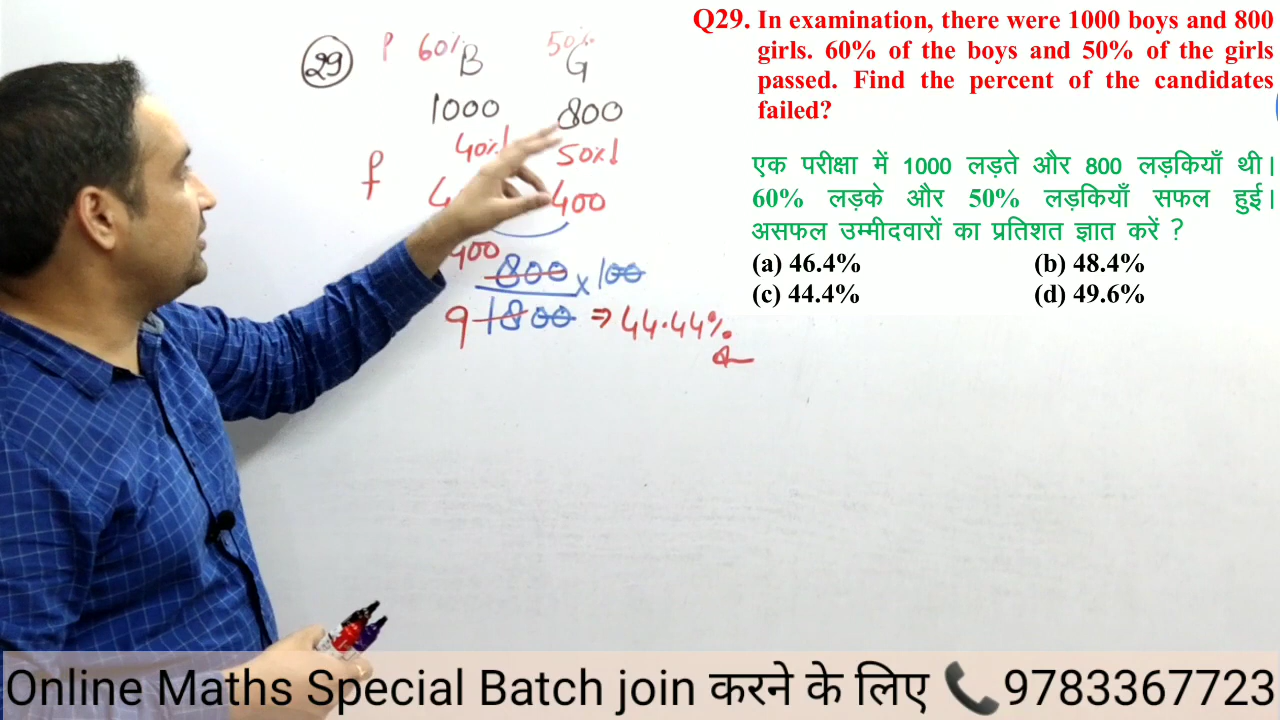 29 P 60% B 50% G
1000 800
40%↓ 50%↓
f 4 400
400 800 × 100
9 1800 ⇒ 44.44%
Q29. In examination, there were 1000 boys and 800
girls. 60% of the boys and 50% of the girls
passed. Find the percent of the candidates
failed?
एक परीक्षा में 1000 लड़ते और 800 लड़कियाँ थी।
60% लड़के और 50% लड़कियाँ सफल हुई।
असफल उम्मीदवारों का प्रतिशत ज्ञात करें ?
(a) 46.4% (b) 48.4%
(c) 44.4% (d) 49.6%
Online Maths Special Batch join करने के लिए 📞9783367723